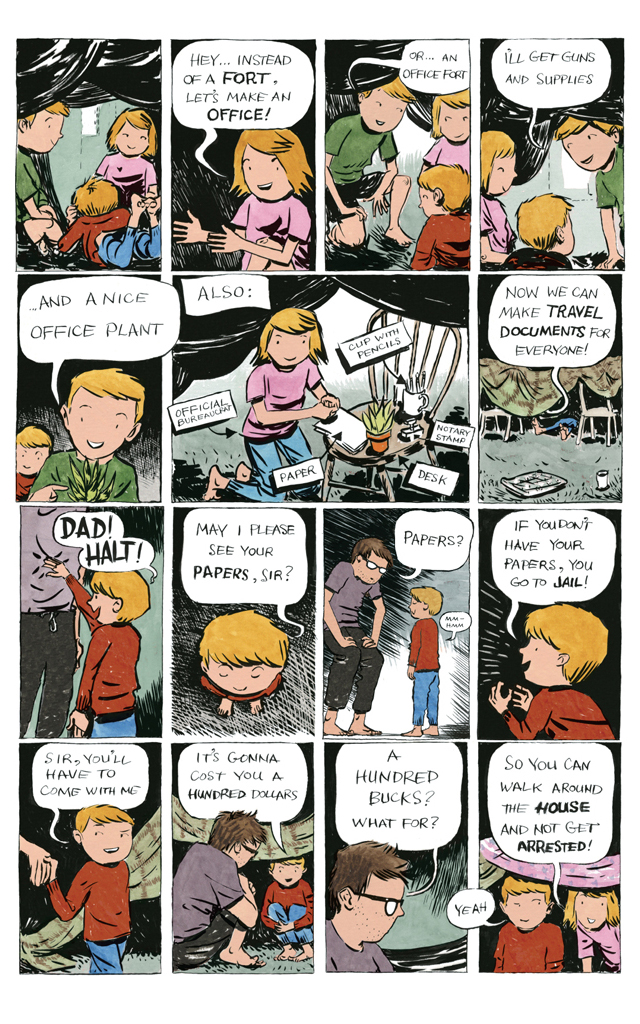 HEY... INSTEAD
OF A FORT,
LET'S MAKE AN
OFFICE!
OR... AN
OFFICE FORT
I'LL GET GUNS
AND SUPPLIES
...AND A NICE
OFFICE PLANT
ALSO:
CUP WITH
PENCILS
OFFICIAL
BUREAUCRAT
NOTARY
STAMP
PAPER
DESK
NOW WE CAN
MAKE TRAVEL
DOCUMENTS FOR
EVERYONE!
DAD!
HALT!
MAY I PLEASE
SEE YOUR
PAPERS, SIR?
PAPERS?
MM-
HMM
IF YOU DON'T
HAVE YOUR
PAPERS, YOU
GO TO JAIL!
SIR, YOU'LL
HAVE TO
COME WITH ME
IT'S GONNA
COST YOU A
HUNDRED DOLLARS
A
HUNDRED
BUCKS?
WHAT FOR?
SO YOU CAN
WALK AROUND
THE HOUSE
AND NOT GET
ARRESTED!
YEAH